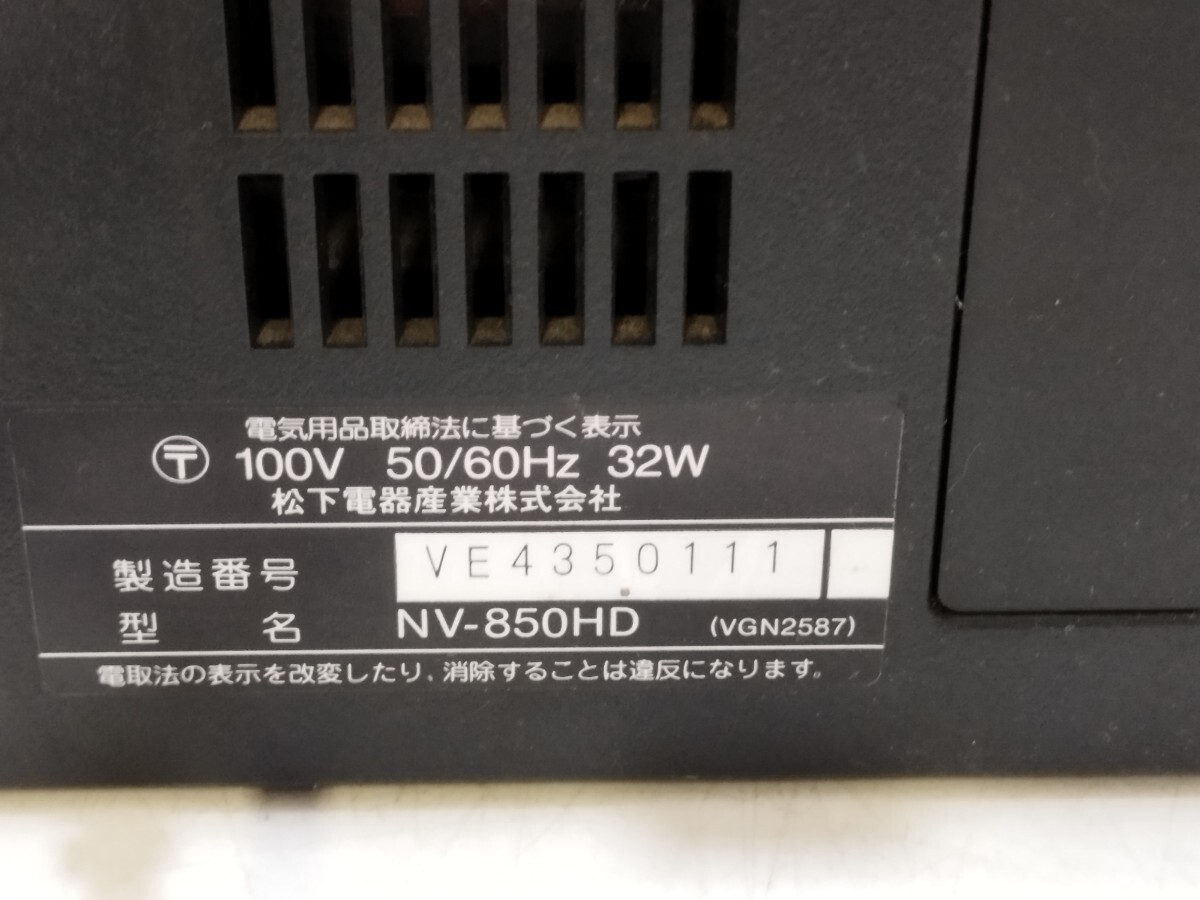 電気用品取締法に基づく表示
〒 100V 50/60Hz 32W
松下電器産業株式会社
製造番号 VE4350111
型名 NV-850HD (VGN2587)
電取法の表示を改変したり、消除することは違反になります。